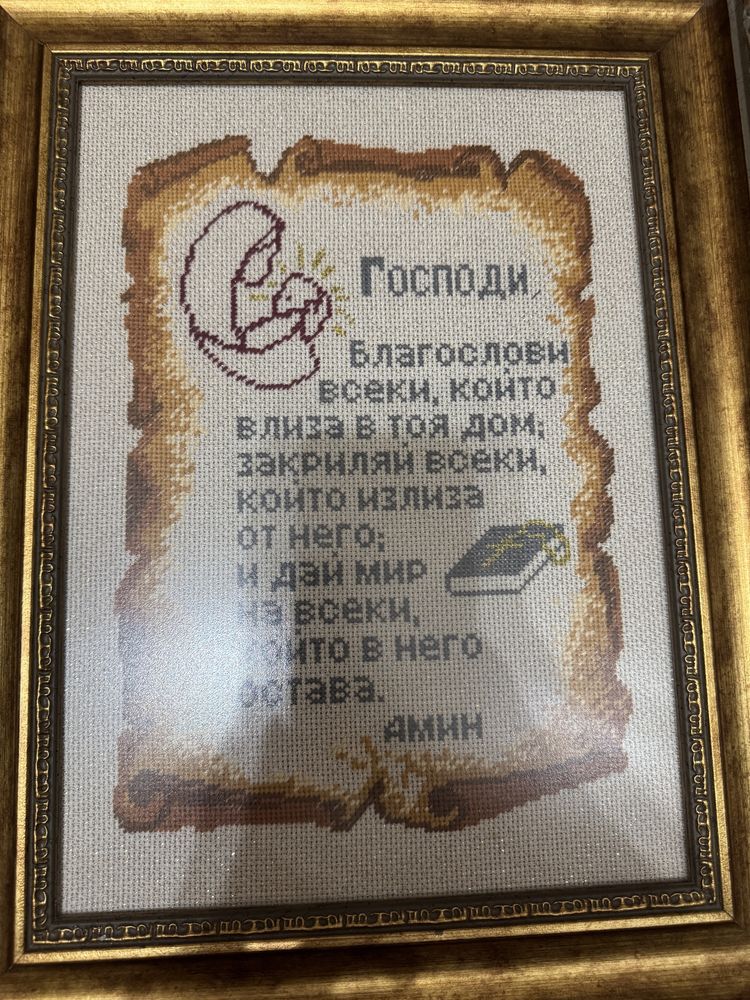 Господи,
Благослови
всеки, който
влиза в тоя дом;
закриляй всеки,
който излиза
от него;
и дай мир
на всеки,
който в него
остава.
АМИН